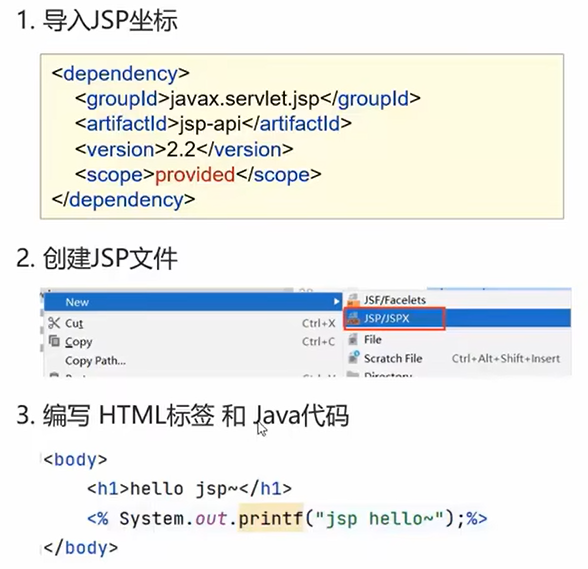 1. 导入JSP坐标
<dependency>
<groupId>javax.servlet.jsp</groupId>
<artifactId>jsp-api</artifactId>
<version>2.2</version>
<scope>provided</scope>
</dependency>
2. 创建JSP文件
New
JSF/Facelets
JSP/JSPX
Cut Ctrl+X
File
Copy Ctrl+C
Scratch File Ctrl+Alt+Shift+Insert
Copy Path...
Directory
3. 编写 HTML标签 和 Java代码
<body>
<h1>hello jsp~</h1>
<% System.out.printf("jsp hello~");%>
</body>